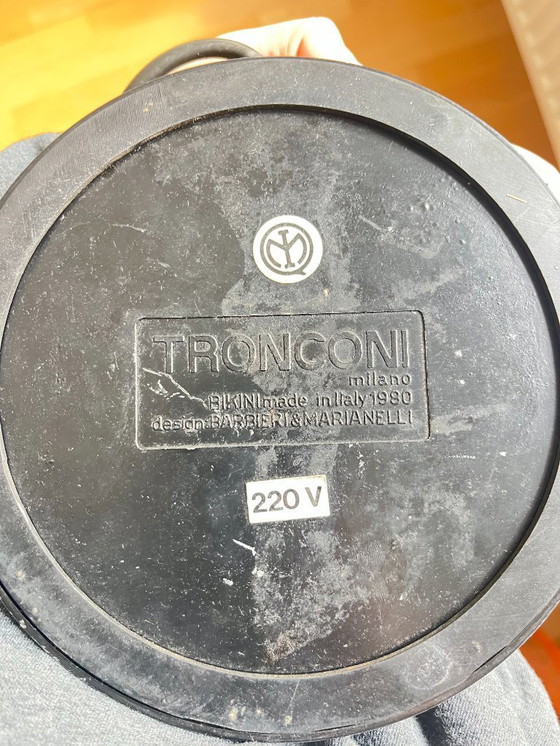 TRONCONI
milano
BIKINI made in Italy 1980
design: BARBIERI & MARIANELLI
220 V